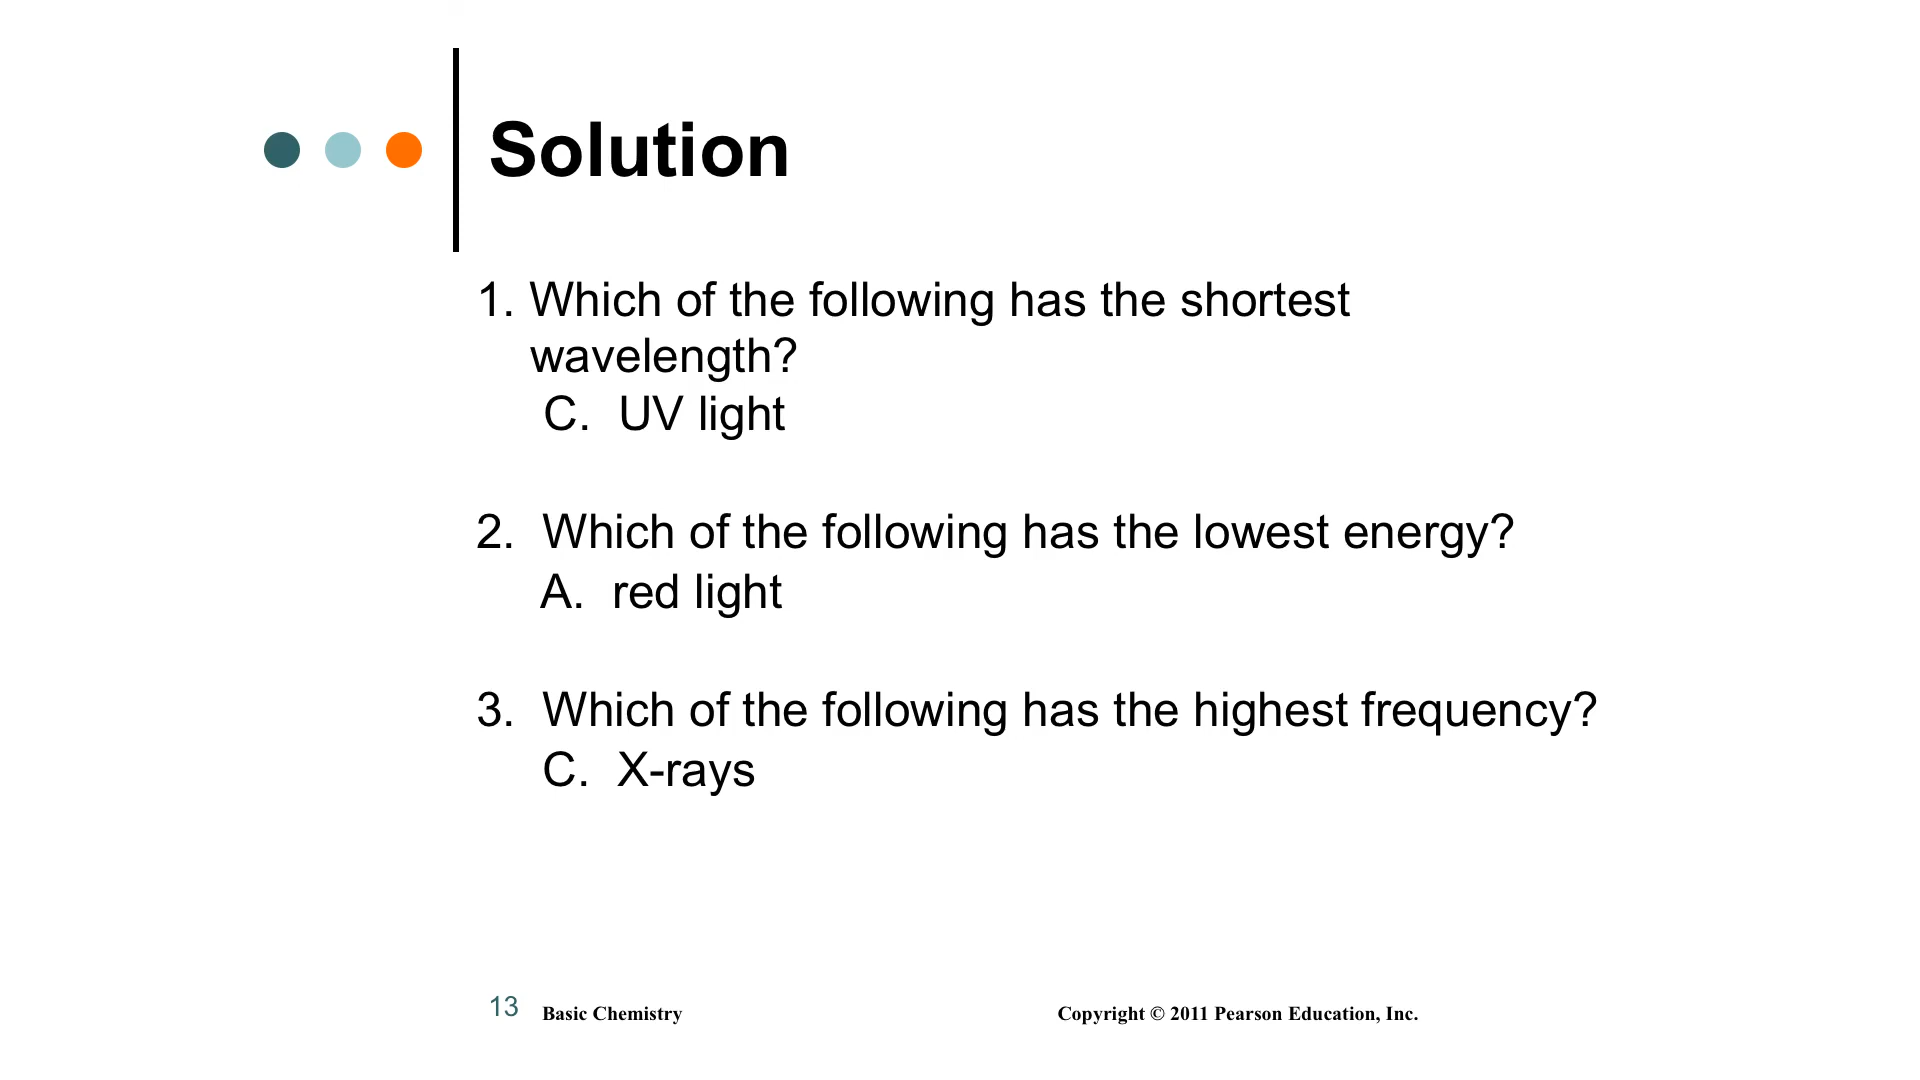 Solution
1. Which of the following has the shortest
wavelength?
C. UV light
2. Which of the following has the lowest energy?
A. red light
3. Which of the following has the highest frequency?
C. X-rays
13 Basic Chemistry Copyright © 2011 Pearson Education, Inc.